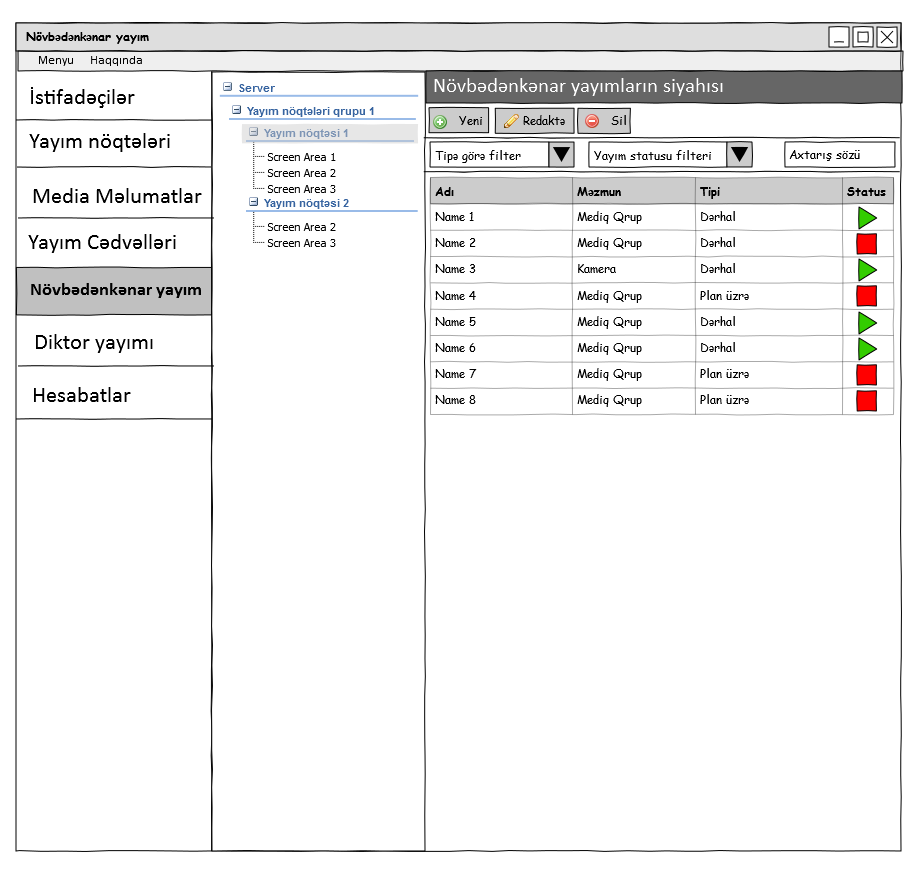 Növbədənkənar yayım
Menyu Haqqında
İstifadəçilər
Yayım nöqtələri
Media Məlumatlar
Yayım Cədvəlləri
Növbədənkənar yayım
Diktor yayımı
Hesabatlar
Server
Yayım nöqtələri qrupu 1
Yayım nöqtəsi 1
Screen Area 1
Screen Area 2
Screen Area 3
Yayım nöqtəsi 2
Screen Area 2
Screen Area 3
Növbədənkənar yayımların siyahısı
Yeni Redaktə Sil
Tipə görə filter Yayım statusu filteri Axtarış sözü
Adı Məzmun Tipi Status
Name 1 Mediq Qrup Dərhal
Name 2 Mediq Qrup Dərhal
Name 3 Kamera Dərhal
Name 4 Mediq Qrup Plan üzrə
Name 5 Mediq Qrup Dərhal
Name 6 Mediq Qrup Dərhal
Name 7 Mediq Qrup Plan üzrə
Name 8 Mediq Qrup Plan üzrə